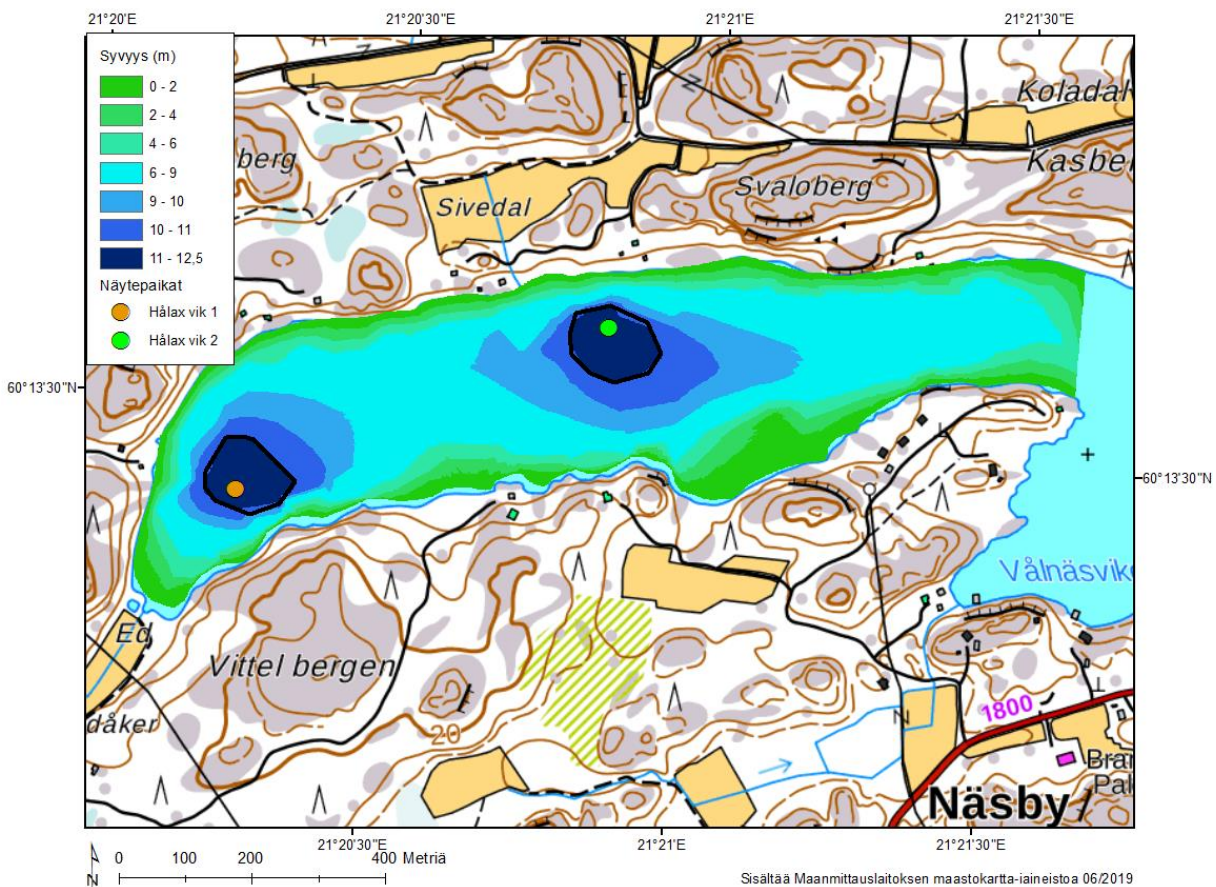 21°20'E
21°20'30"E
21°21'E
21°21'30"E
Syvyys (m)
0 - 2
2 - 4
4 - 6
6 - 9
9 - 10
10 - 11
11 - 12,5
Näytepaikat
Hålax vik 1
Hålax vik 2
berg
Sivedal
Svaloberg
Koladal
Kasber
60°13'30"N
60°13'30"N
Vålnäsvik
Ed
Vittel bergen
dåker
20
1800
Bra
Pal
Näsby
N
0 100 200 400 Metriä
21°20'30"E
21°21'E
21°21'30"E
Sisältää Maanmittauslaitoksen maastokartta-iaineistoa 06/2019